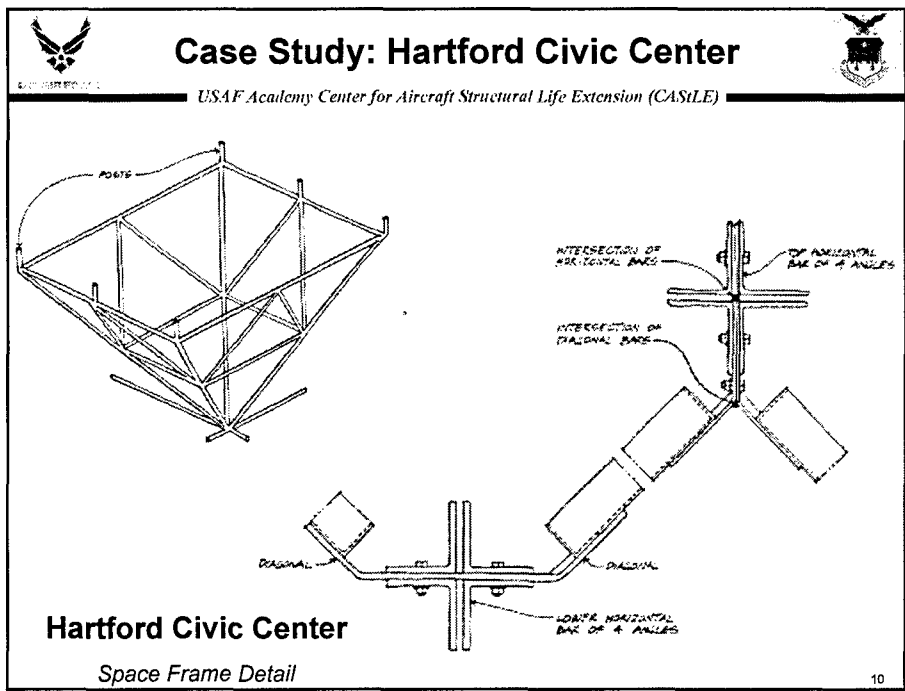 Case Study: Hartford Civic Center
USAF Academy Center for Aircraft Structural Life Extension (CAStLE)
POSTS
INTERSECTION OF
HORIZONTAL BARS
TOP HORIZONTAL
BAR OF 4 ANGLES
INTERSECTION OF
DIAGONAL BARS
DIAGONAL
DIAGONAL
LOWER HORIZONTAL
BAR OF 4 ANGLES
Hartford Civic Center
Space Frame Detail
10